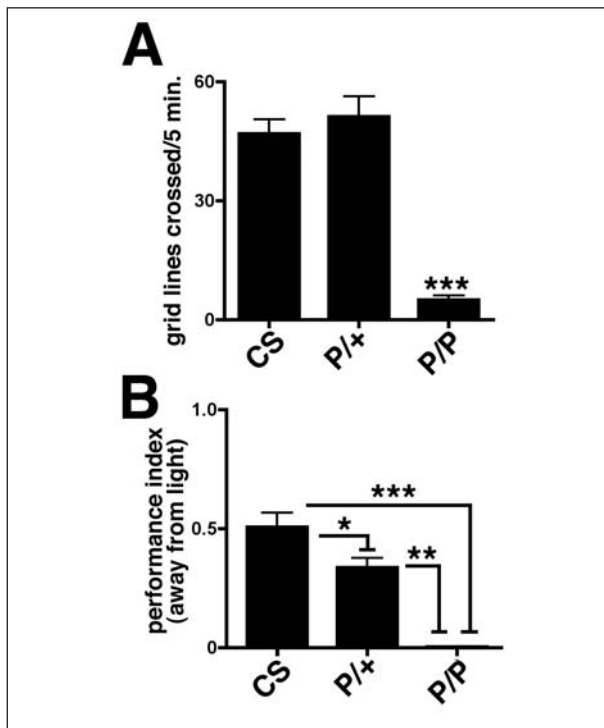 A
grid lines crossed/5 min.
60
30
0
***
CS
P/+
P/P
B
performance index
(away from light)
1.0
0.5
0
***
*
**
CS
P/+
P/P